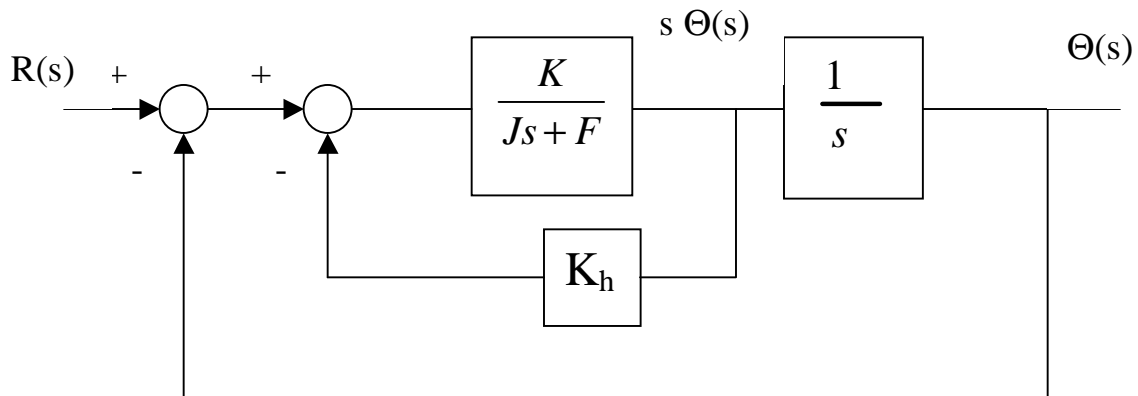 s Θ(s)
Θ(s)
R(s)
+
+
K
Js + F
1
s
-
-
K_h